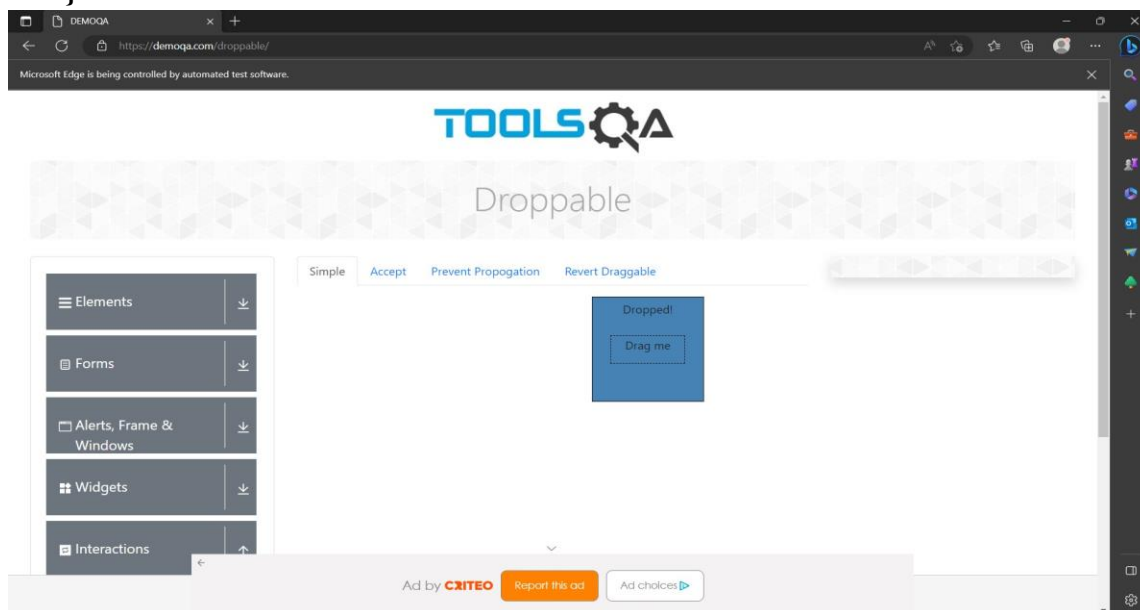 DEMOQA
https://demoqa.com/droppable/
Microsoft Edge is being controlled by automated test software.
TOOLSQA
Droppable
Simple Accept Prevent Propogation Revert Draggable
Elements
Forms
Alerts, Frame &
Windows
Widgets
Interactions
Dropped!
Drag me
Ad by CRITEO Report this ad Ad choices